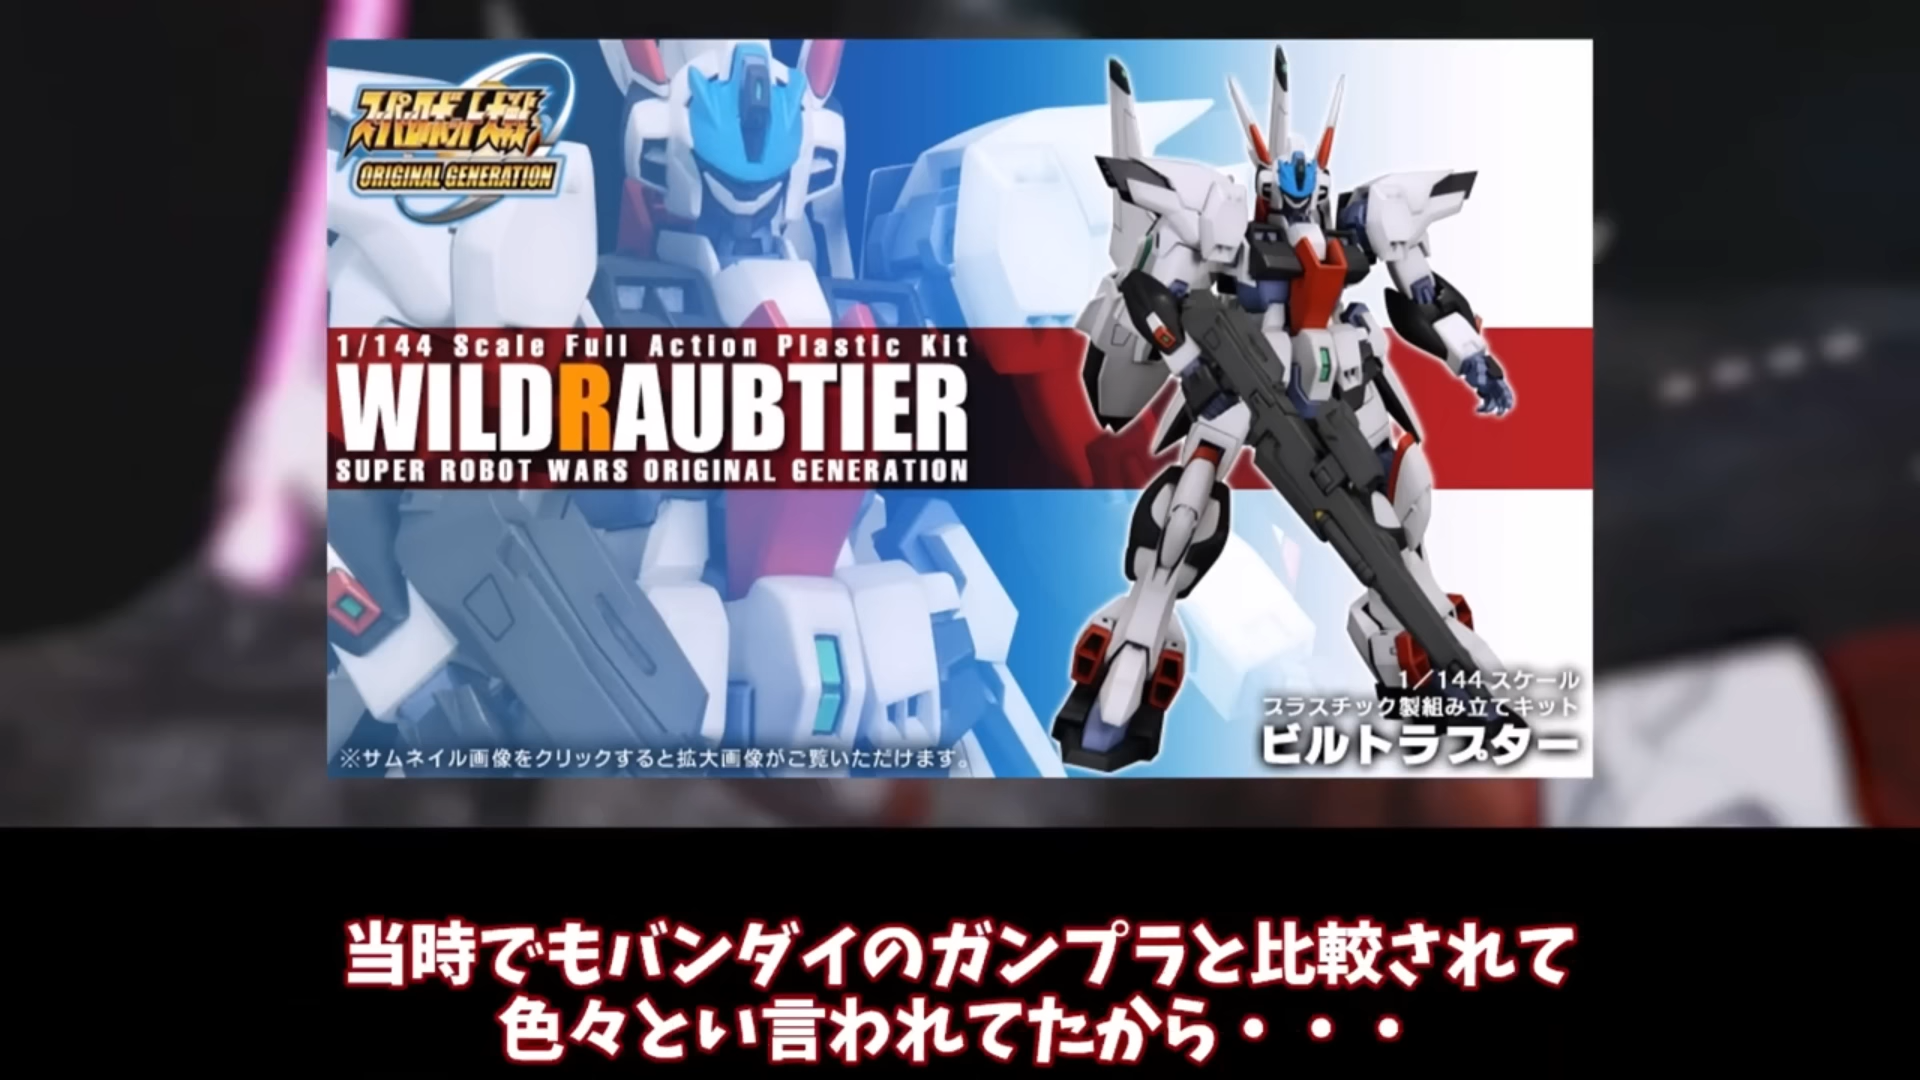 スーパーロボット大戦
ORIGINAL GENERATION
1/144 Scale Full Action Plastic Kit
WILDRAUBTIER
SUPER ROBOT WARS ORIGINAL GENERATION
1／144 スケール
プラスチック製組み立てキット
ビルトラプター
※サムネイル画像をクリックすると拡大画像がご覧いただけます。
当時でもバンダイのガンプラと比較されて
色々とい言われてたから・・・